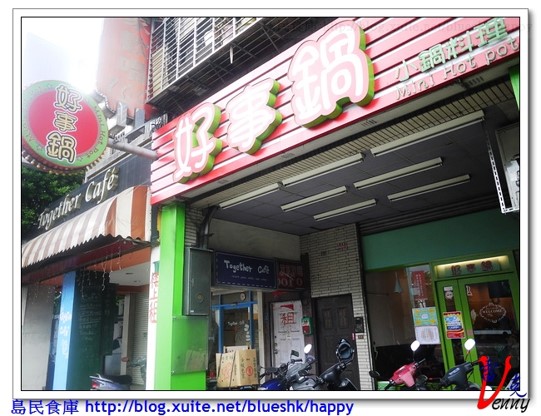 好事鍋
小鍋料理
Mini Hot pot
好事鍋
Together Café
Together Café
租
Venny
島民食庫 http://blog.xuite.net/blueshk/happy